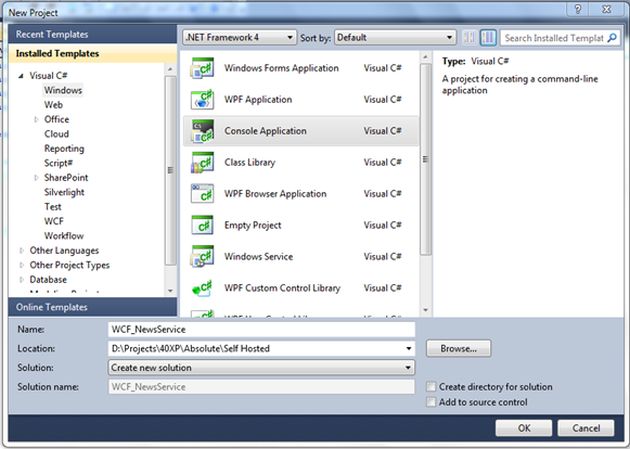 New Project
Recent Templates
Installed Templates
Visual C#
Windows
Web
Office
Cloud
Reporting
Script#
SharePoint
Silverlight
Test
WCF
Workflow
Other Languages
Other Project Types
Database
Online Templates
.NET Framework 4
Sort by: Default
Search Installed Templat
Windows Forms Application Visual C#
WPF Application Visual C#
Console Application Visual C#
Class Library Visual C#
WPF Browser Application Visual C#
Empty Project Visual C#
Windows Service Visual C#
WPF Custom Control Library Visual C#
Type: Visual C#
A project for creating a command-line
application
Name: WCF_NewsService
Location: D:\Projects\40XP\Absolute\Self Hosted
Browse...
Solution: Create new solution
Solution name: WCF_NewsService
Create directory for solution
Add to source control
OK
Cancel